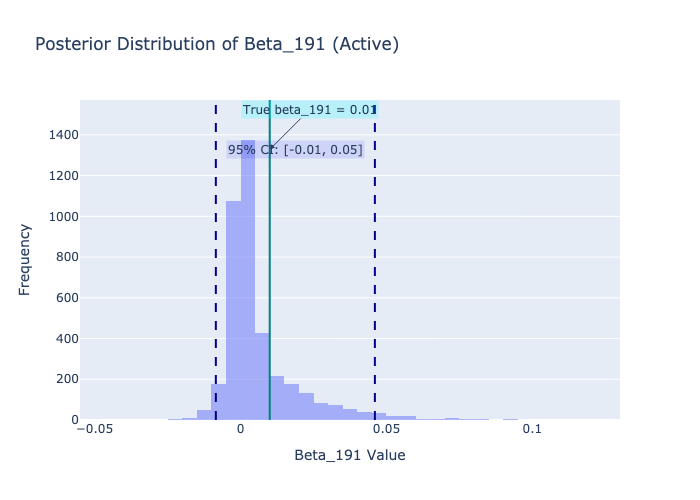 Posterior Distribution of Beta_191 (Active)
True beta_191 = 0.01
95% CI: [-0.01, 0.05]
1400
1200
1000
800
600
400
200
0
Frequency
−0.05
0
0.05
0.1
Beta_191 Value